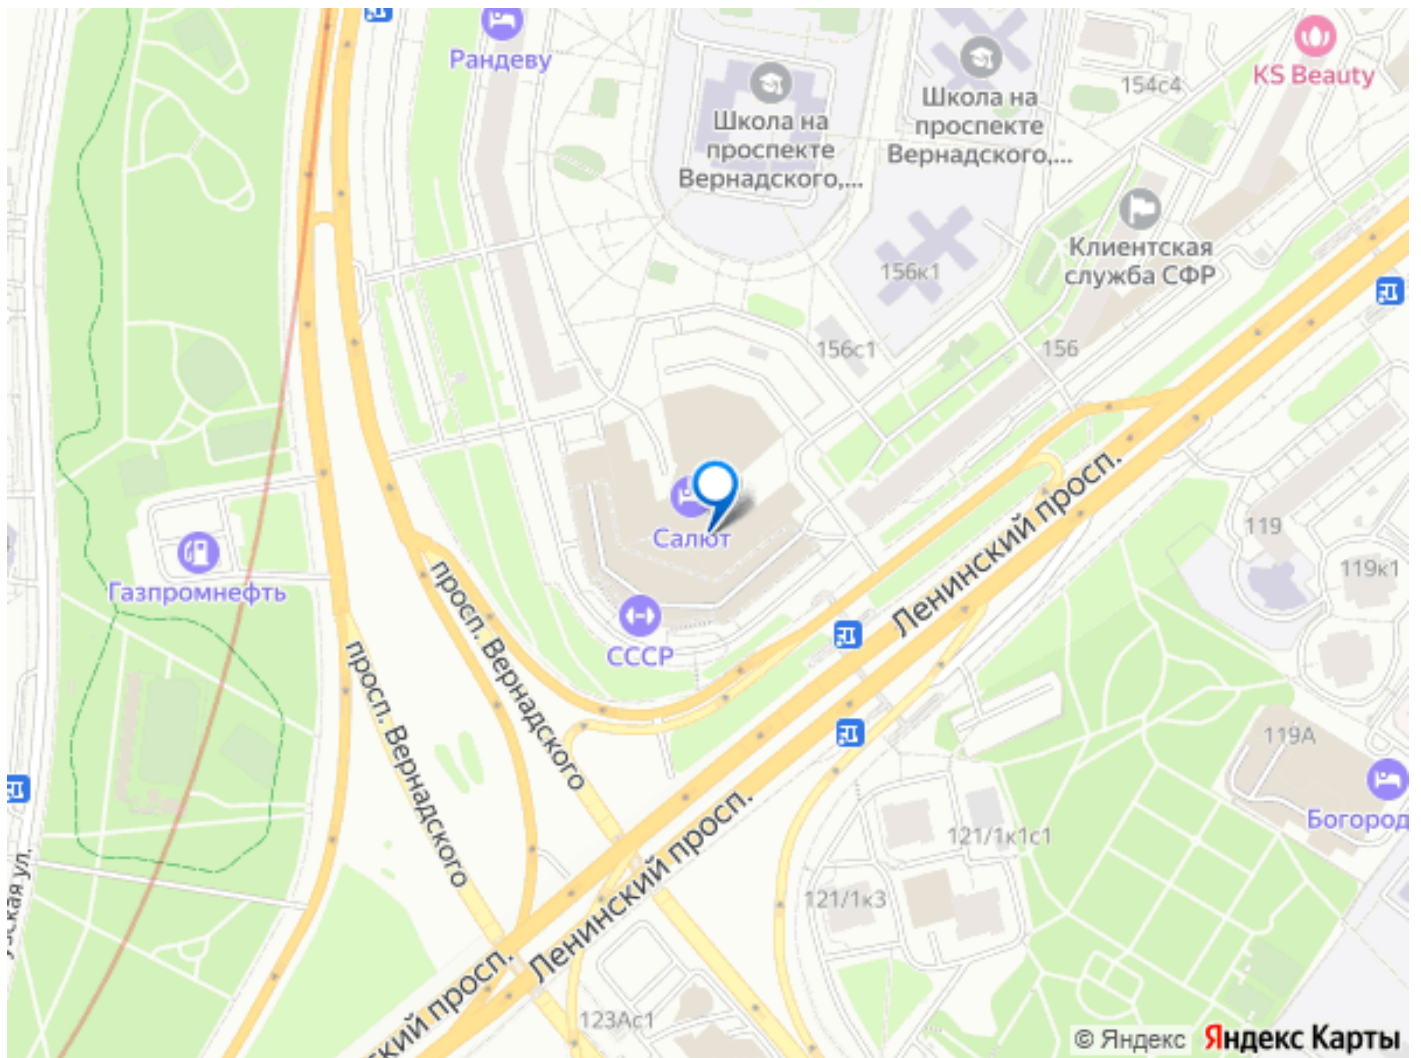 Рандеву
KS Beauty
154с4
Школа на
проспекте
Вернадского,...
Школа на
проспекте
Вернадского,...
Клиентская
служба СФР
156к1
156с1
156
Салют
Ленинский просп.
119
119к1
Газпромнефть
просп. Вернадского
СССР
просп. Вернадского
119А
Богород
Ленинский просп.
121/1к1с1
121/1к3
ский просп.
123Ас1
© Яндекс
Яндекс Карты